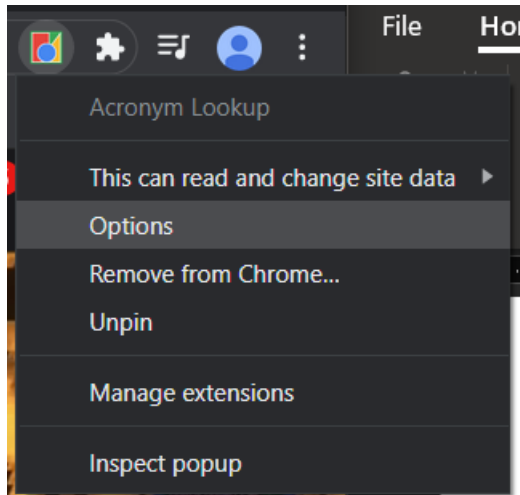 File
Acronym Lookup
This can read and change site data
Options
Remove from Chrome...
Unpin
Manage extensions
Inspect popup